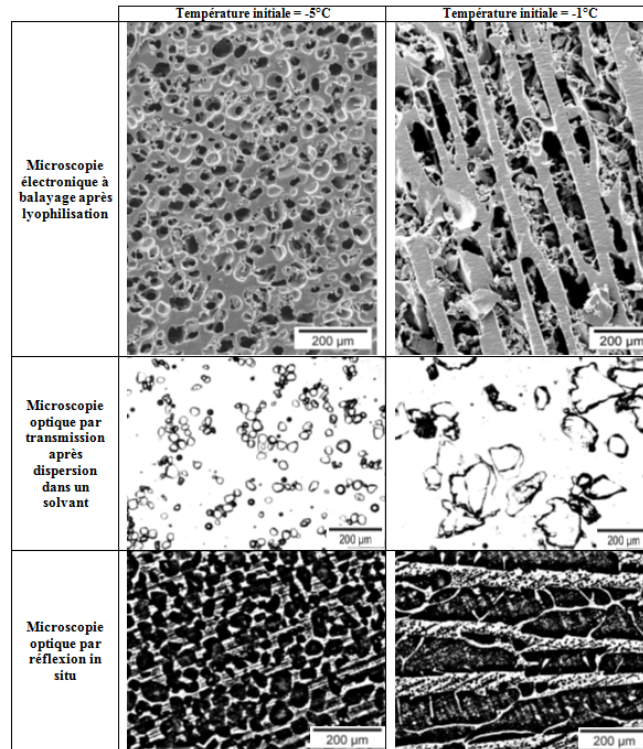 Température initiale = -5°C
Température initiale = -1°C
Microscopie
électronique à
balayage après
lyophilisation
200 µm
200 µm
Microscopie
optique par
transmission
après
dispersion
dans un
solvant
200 µm
200 µm
Microscopie
optique par
réflexion in
situ
200 µm
200 µm